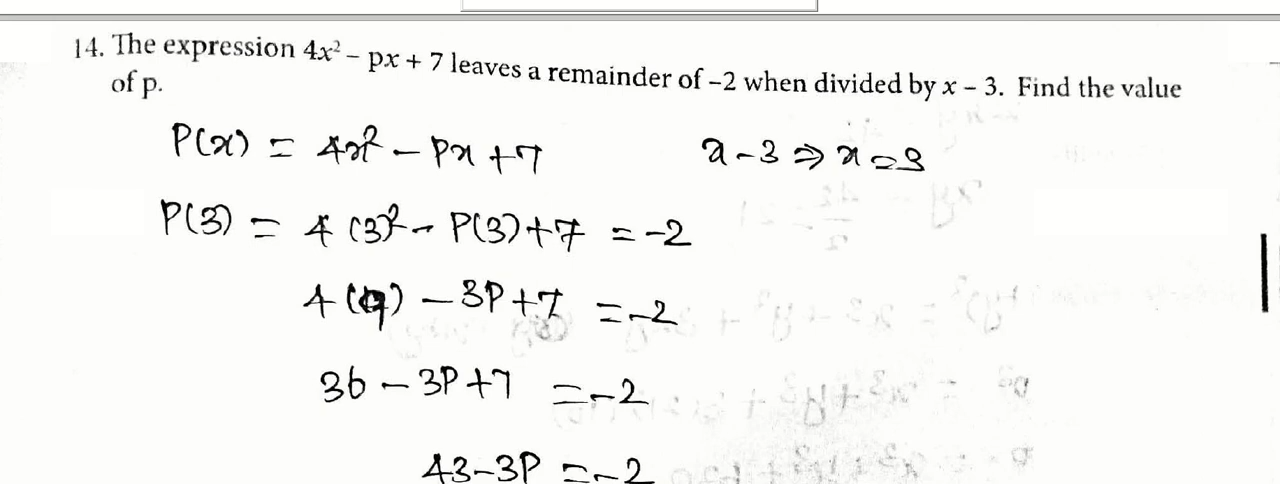 14. The expression 4x² – px + 7 leaves a remainder of –2 when divided by x – 3. Find the value
of p.
P(x) = 4x² – Px + 7 x – 3 ⇒ x = 3
P(3) = 4(3)² – P(3) + 7 = –2
4(9) – 3P + 7 = –2
36 – 3P + 7 = –2
43 – 3P = –2